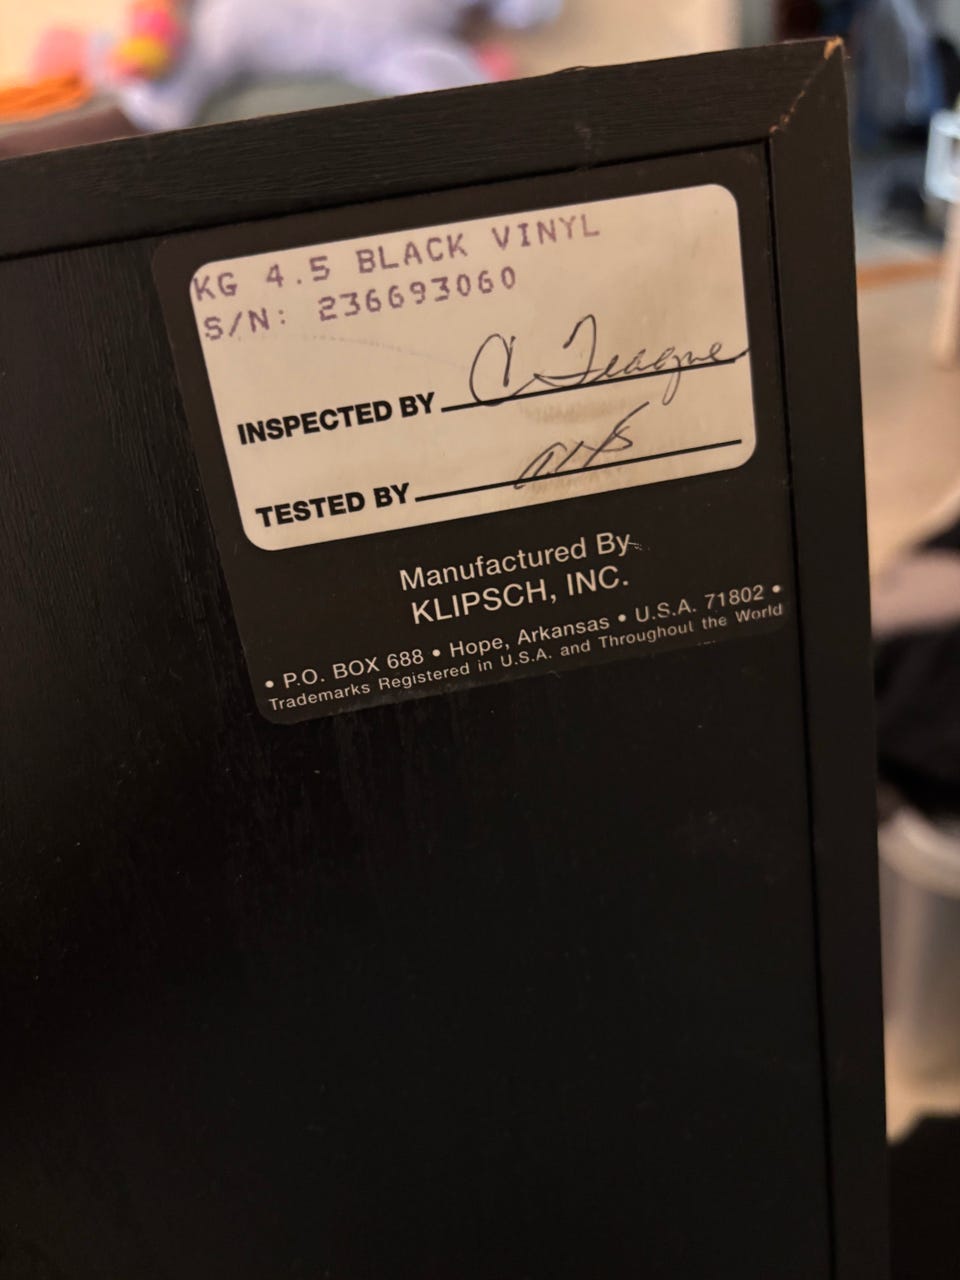 KG 4.5 BLACK VINYL
S/N: 236693060
INSPECTED BY C. Teague
TESTED BY
Manufactured By
KLIPSCH, INC.
• P.O. BOX 688 • Hope, Arkansas • U.S.A. 71802 •
Trademarks Registered in U.S.A. and Throughout the World